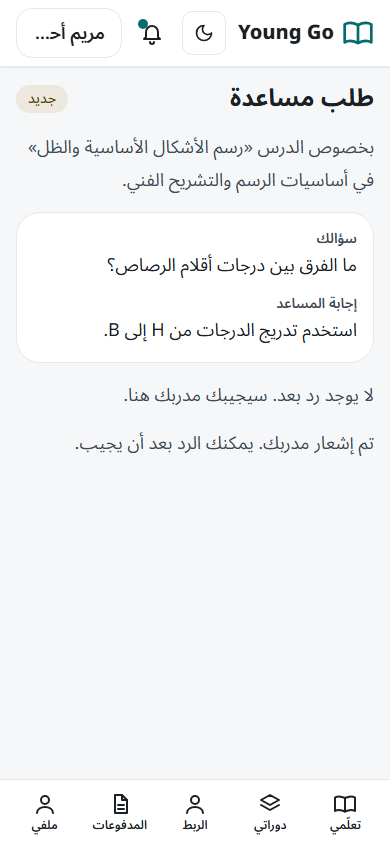 Young Go
مريم أحـ...
طلب مساعدة
جديد
بخصوص الدرس «رسم الأشكال الأساسية والظل»
في أساسيات الرسم والتشريح الفني.
سؤالك
ما الفرق بين درجات أقلام الرصاص؟
إجابة المساعد
استخدم تدريج الدرجات من H إلى B.
لا يوجد رد بعد. سيجيبك مدربك هنا.
تم إشعار مدربك. يمكنك الرد بعد أن يجيب.
تعلّمي
دوراتي
الربط
المدفوعات
ملفي